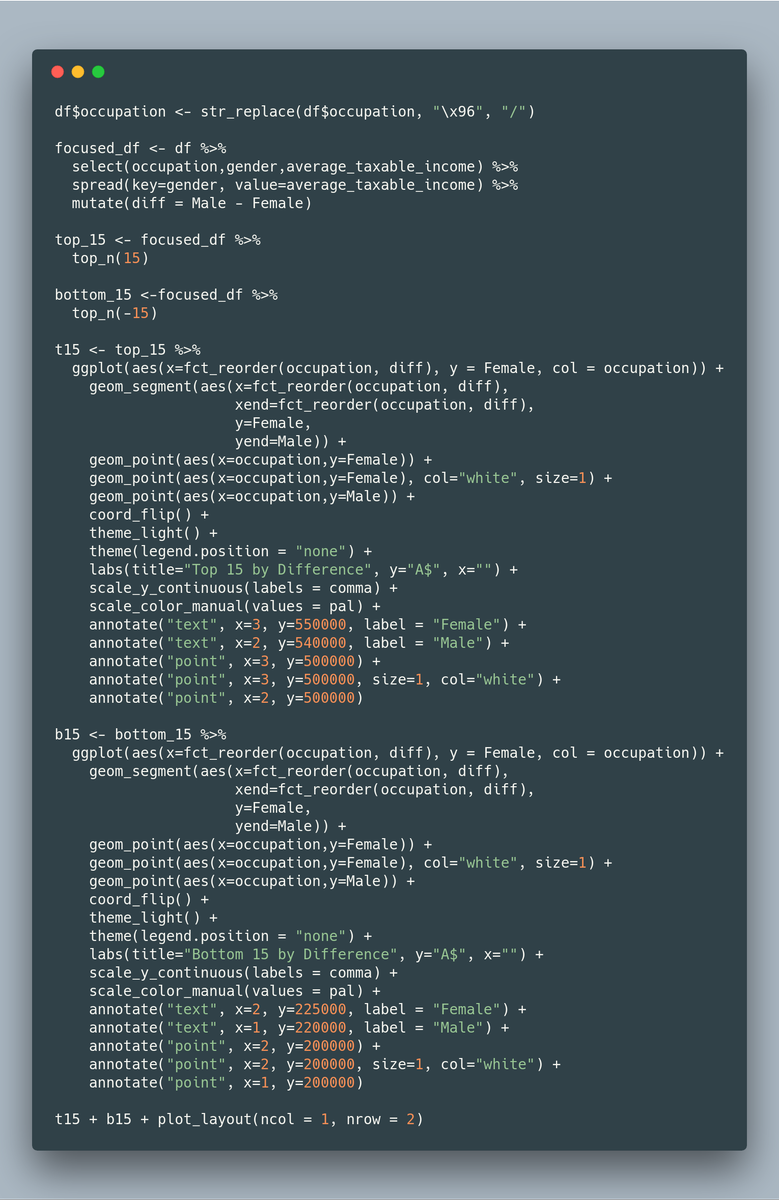 df$occupation <- str_replace(df$occupation, "\x96", "/")

focused_df <- df %>%
  select(occupation,gender,average_taxable_income) %>%
  spread(key=gender, value=average_taxable_income) %>%
  mutate(diff = Male - Female)

top_15 <- focused_df %>%
  top_n(15)

bottom_15 <-focused_df %>%
  top_n(-15)

t15 <- top_15 %>%
  ggplot(aes(x=fct_reorder(occupation, diff), y = Female, col = occupation)) +
    geom_segment(aes(x=fct_reorder(occupation, diff),
                     xend=fct_reorder(occupation, diff),
                     y=Female,
                     yend=Male)) +
    geom_point(aes(x=occupation,y=Female)) +
    geom_point(aes(x=occupation,y=Female), col="white", size=1) +
    geom_point(aes(x=occupation,y=Male)) +
    coord_flip() +
    theme_light() +
    theme(legend.position = "none") +
    labs(title="Top 15 by Difference", y="A$", x="") +
    scale_y_continuous(labels = comma) +
    scale_color_manual(values = pal) +
    annotate("text", x=3, y=550000, label = "Female") +
    annotate("text", x=2, y=540000, label = "Male") +
    annotate("point", x=3, y=500000) +
    annotate("point", x=3, y=500000, size=1, col="white") +
    annotate("point", x=2, y=500000)

b15 <- bottom_15 %>%
  ggplot(aes(x=fct_reorder(occupation, diff), y = Female, col = occupation)) +
    geom_segment(aes(x=fct_reorder(occupation, diff),
                     xend=fct_reorder(occupation, diff),
                     y=Female,
                     yend=Male)) +
    geom_point(aes(x=occupation,y=Female)) +
    geom_point(aes(x=occupation,y=Female), col="white", size=1) +
    geom_point(aes(x=occupation,y=Male)) +
    coord_flip() +
    theme_light() +
    theme(legend.position = "none") +
    labs(title="Bottom 15 by Difference", y="A$", x="") +
    scale_y_continuous(labels = comma) +
    scale_color_manual(values = pal) +
    annotate("text", x=2, y=225000, label = "Female") +
    annotate("text", x=1, y=220000, label = "Male") +
    annotate("point", x=2, y=200000) +
    annotate("point", x=2, y=200000, size=1, col="white") +
    annotate("point", x=1, y=200000)

t15 + b15 + plot_layout(ncol = 1, nrow = 2)